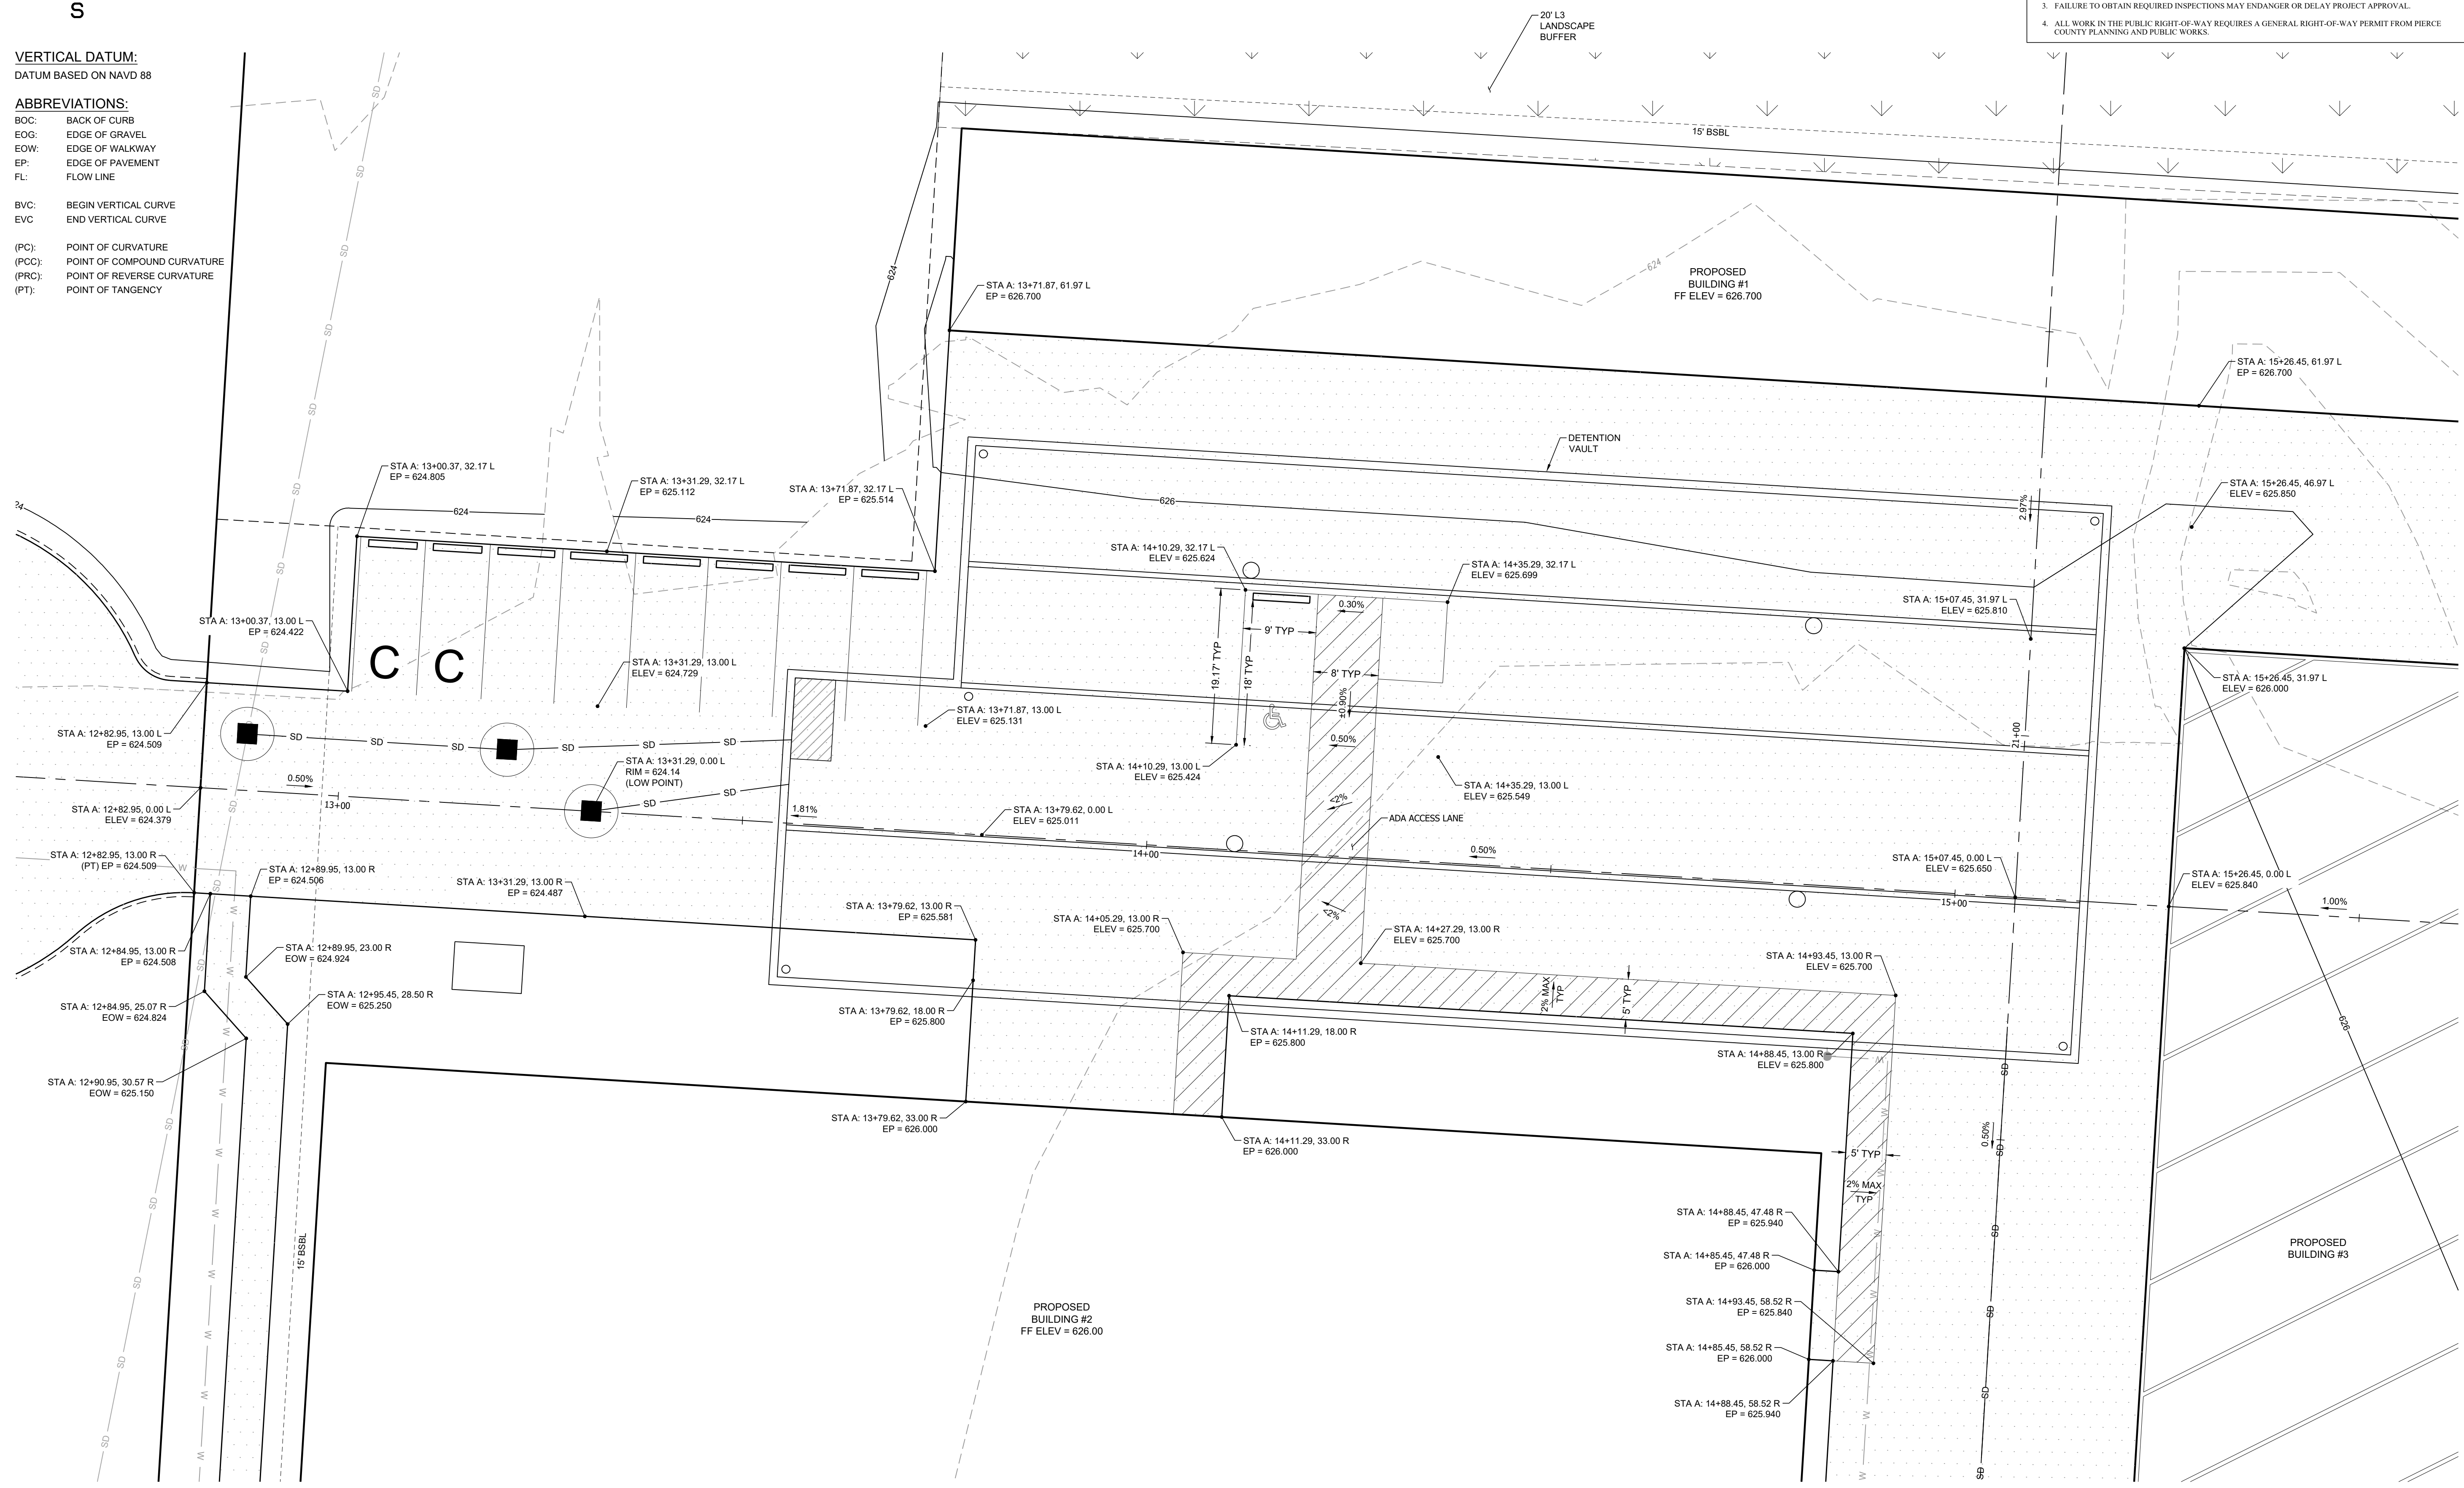 S
3. FAILURE TO OBTAIN REQUIRED INSPECTIONS MAY ENDANGER OR DELAY PROJECT APPROVAL.
4. ALL WORK IN THE PUBLIC RIGHT-OF-WAY REQUIRES A GENERAL RIGHT-OF-WAY PERMIT FROM PIERCE
COUNTY PLANNING AND PUBLIC WORKS.
20' L3
LANDSCAPE
BUFFER
VERTICAL DATUM:
DATUM BASED ON NAVD 88
ABBREVIATIONS:
BOC: BACK OF CURB
EOG: EDGE OF GRAVEL
EOW: EDGE OF WALKWAY
EP: EDGE OF PAVEMENT
FL: FLOW LINE
BVC: BEGIN VERTICAL CURVE
EVC END VERTICAL CURVE
(PC): POINT OF CURVATURE
(PCC): POINT OF COMPOUND CURVATURE
(PRC): POINT OF REVERSE CURVATURE
(PT): POINT OF TANGENCY
15' BSBL
624
624
PROPOSED
BUILDING #1
FF ELEV = 626.700
STA A: 13+71.87, 61.97 L
EP = 626.700
STA A: 15+26.45, 61.97 L
EP = 626.700
DETENTION
VAULT
STA A: 13+00.37, 32.17 L
EP = 624.805
STA A: 13+31.29, 32.17 L
EP = 625.112
STA A: 13+71.87, 32.17 L
EP = 625.514
STA A: 15+26.45, 46.97 L
ELEV = 625.850
624
624
626
2.97%
STA A: 14+10.29, 32.17 L
ELEV = 625.624
STA A: 14+35.29, 32.17 L
ELEV = 625.699
STA A: 15+07.45, 31.97 L
ELEV = 625.810
0.30%
9' TYP
19.17' TYP
18' TYP
8' TYP
±0.90%
0.50%
STA A: 13+00.37, 13.00 L
EP = 624.422
C C
STA A: 13+31.29, 13.00 L
ELEV = 624.729
STA A: 15+26.45, 31.97 L
ELEV = 626.000
STA A: 13+71.87, 13.00 L
ELEV = 625.131
STA A: 12+82.95, 13.00 L
EP = 624.509
SD SD SD SD SD SD
21+00
STA A: 13+31.29, 0.00 L
RIM = 624.14
(LOW POINT)
STA A: 14+10.29, 13.00 L
ELEV = 625.424
STA A: 14+35.29, 13.00 L
ELEV = 625.549
0.50%
13+00
SD SD
1.81%
<2%
STA A: 12+82.95, 0.00 L
ELEV = 624.379
STA A: 13+79.62, 0.00 L
ELEV = 625.011
ADA ACCESS LANE
14+00
0.50%
STA A: 15+07.45, 0.00 L
ELEV = 625.650
15+00
STA A: 15+26.45, 0.00 L
ELEV = 625.840
1.00%
STA A: 12+82.95, 13.00 R
(PT) EP = 624.509
W
STA A: 12+89.95, 13.00 R
EP = 624.506
STA A: 13+31.29, 13.00 R
EP = 624.487
STA A: 13+79.62, 13.00 R
EP = 625.581
STA A: 14+05.29, 13.00 R
ELEV = 625.700
<2%
STA A: 14+27.29, 13.00 R
ELEV = 625.700
STA A: 14+93.45, 13.00 R
ELEV = 625.700
STA A: 12+84.95, 13.00 R
EP = 624.508
STA A: 12+89.95, 23.00 R
EOW = 624.924
STA A: 12+84.95, 25.07 R
EOW = 624.824
STA A: 12+95.45, 28.50 R
EOW = 625.250
STA A: 13+79.62, 18.00 R
EP = 625.800
2% MAX
TYP
5' TYP
STA A: 14+11.29, 18.00 R
EP = 625.800
STA A: 14+88.45, 13.00 R
ELEV = 625.800
626
STA A: 12+90.95, 30.57 R
EOW = 625.150
STA A: 13+79.62, 33.00 R
EP = 626.000
STA A: 14+11.29, 33.00 R
EP = 626.000
0.50%
5' TYP
2% MAX
TYP
15' BSBL
STA A: 14+88.45, 47.48 R
EP = 625.940
STA A: 14+85.45, 47.48 R
EP = 626.000
STA A: 14+93.45, 58.52 R
EP = 625.840
STA A: 14+85.45, 58.52 R
EP = 626.000
STA A: 14+88.45, 58.52 R
EP = 625.940
PROPOSED
BUILDING #2
FF ELEV = 626.00
PROPOSED
BUILDING #3